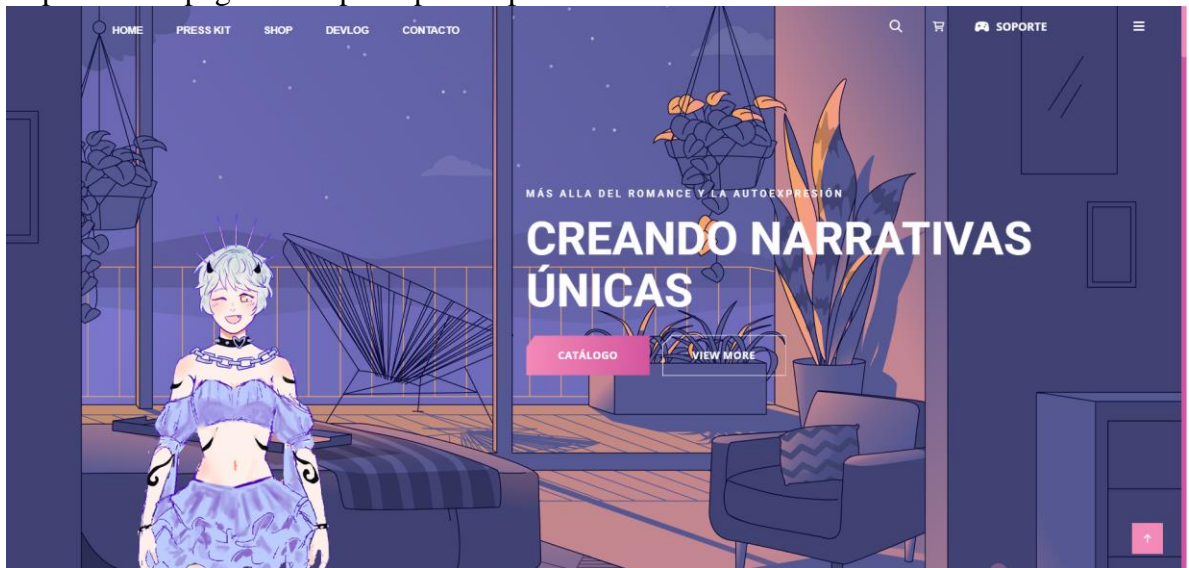 HOME PRESS KIT SHOP DEVLOG CONTACTO SOPORTE
MÁS ALLA DEL ROMANCE Y LA AUTOEXPRESIÓN
CREANDO NARRATIVAS
ÚNICAS
CATÁLOGO VIEW MORE